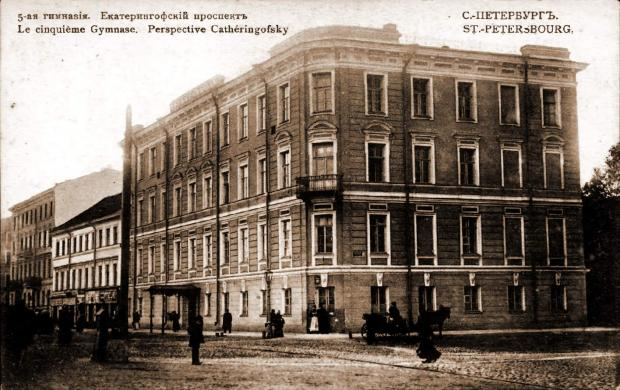 5-ая гимназія. Екатерингофскій проспектъ
Le cinquième Gymnase. Perspective Cathéringofsky
С.-ПЕТЕРБУРГЪ.
ST.-PETERSBOURG.